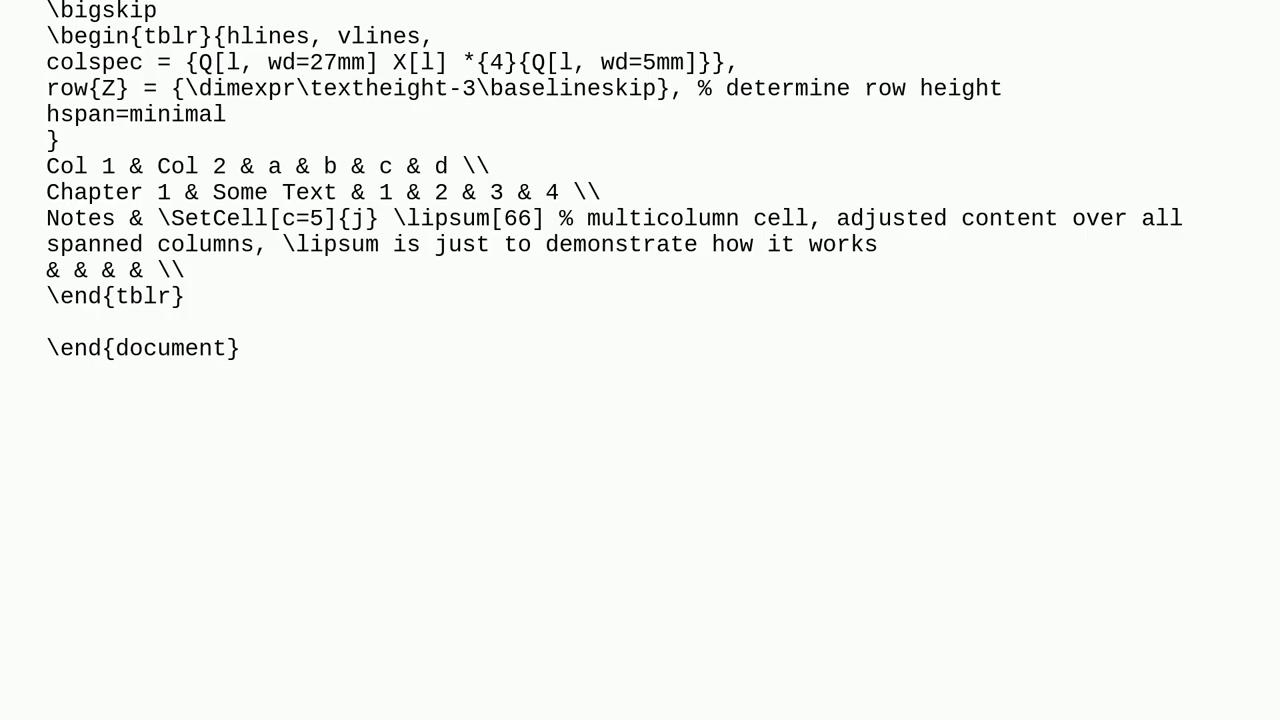 \bigskip
\begin{tblr}{hlines, vlines,
colspec = {Q[l, wd=27mm] X[l] *{4}{Q[l, wd=5mm]}},
row{Z} = {\dimexpr\textheight-3\baselineskip}, % determine row height
hspan=minimal
}
Col 1 & Col 2 & a & b & c & d \\
Chapter 1 & Some Text & 1 & 2 & 3 & 4 \\
Notes & \SetCell[c=5]{j} \lipsum[66] % multicolumn cell, adjusted content over all
spanned columns, \lipsum is just to demonstrate how it works
& & & & \\
\end{tblr}
\end{document}